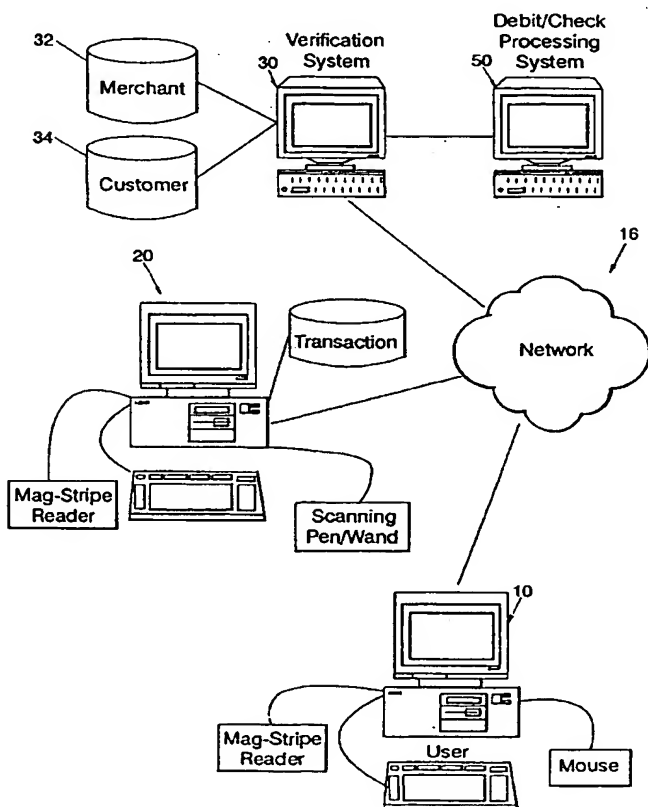 32
Merchant
34
Customer
Verification
System
30
Debit/Check
Processing
System
50
16
Network
20
Transaction
Mag-Stripe
Reader
Scanning
Pen/Wand
10
Mag-Stripe
Reader
User
Mouse